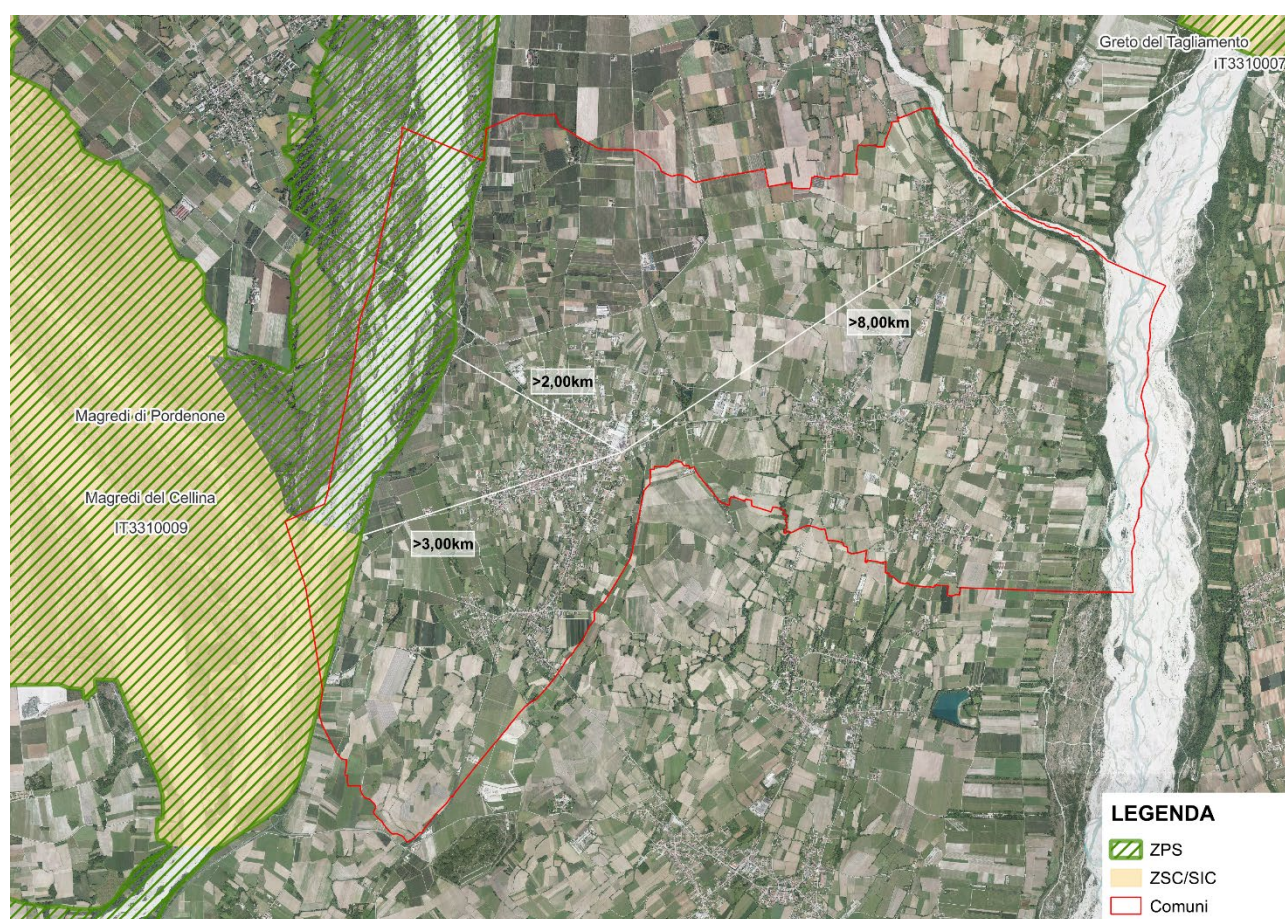 Greto del Tagliamento
iT3310007
>8,00km
>2,00km
Magredi di Pordenone
Magredi del Cellina
IT3310009
>3,00km
LEGENDA
ZPS
ZSC/SIC
Comuni